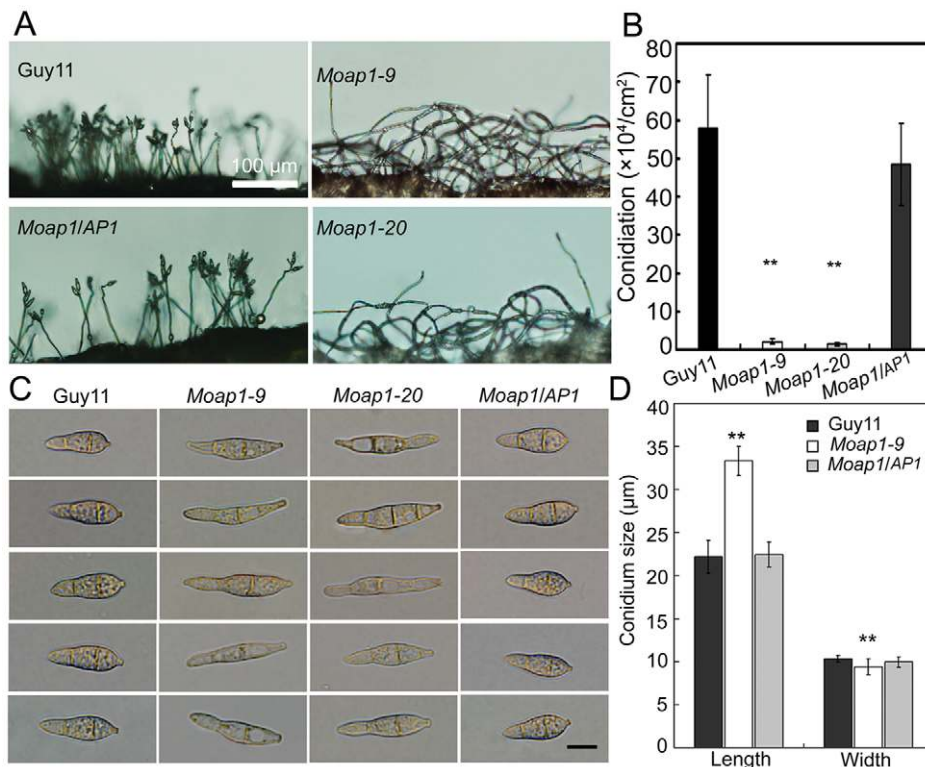 A
Guy11
Moap1-9
100 µm
Moap1/AP1
Moap1-20
B
Conidiation (×10⁴/cm²)
80
70
60
50
40
30
20
10
0
**
**
Guy11
Moap1-9
Moap1-20
Moap1/AP1
C
Guy11
Moap1-9
Moap1-20
Moap1/AP1
D
Conidium size (µm)
40
35
30
25
20
15
10
5
0
**
**
Guy11
Moap1-9
Moap1/AP1
Length
Width